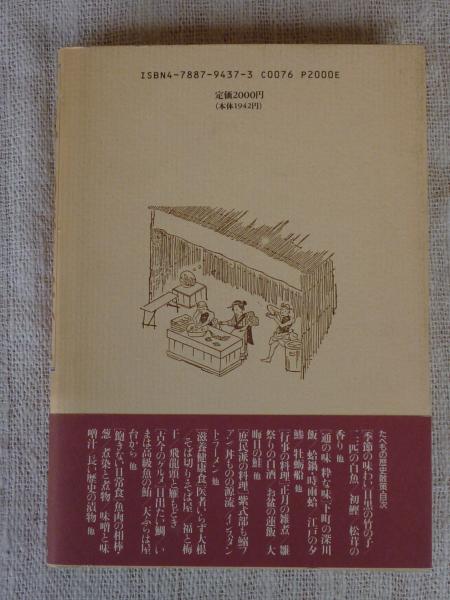 ISBN4-7887-9437-3 C0076 P2000E
定価2000円
(本体1942円)
たべもの歴史散策・目次
[季節の味わい]目黒の竹の子
一匹の白魚 初鰹 松茸の
香り 他
[通の味、粋な味]下町の深川
飯 蛤鍋、時雨蛤 江戸の夕
鯵 牡蛎船 他
[行事の料理]正月の雑煮 雛
祭りの白酒 お盆の蓮飯 大
晦日の鮭 他
[庶民派の料理]紫式部も鰯フ
アン 丼ものの源流 インスタン
トラーメン 他
[滋養健康食]医者いらず大根
そば切り・そば屋 福と梅
干 飛龍頭と雁もどき
[古今のグルメ]目出たい鯛 い
まは高級魚の鮪 天ぷらは屋
台から 他
[飽きない日常食]魚肉の相棒・
葱 煮染と煮物 味噌と味
噌汁 長い歴史の漬物 他